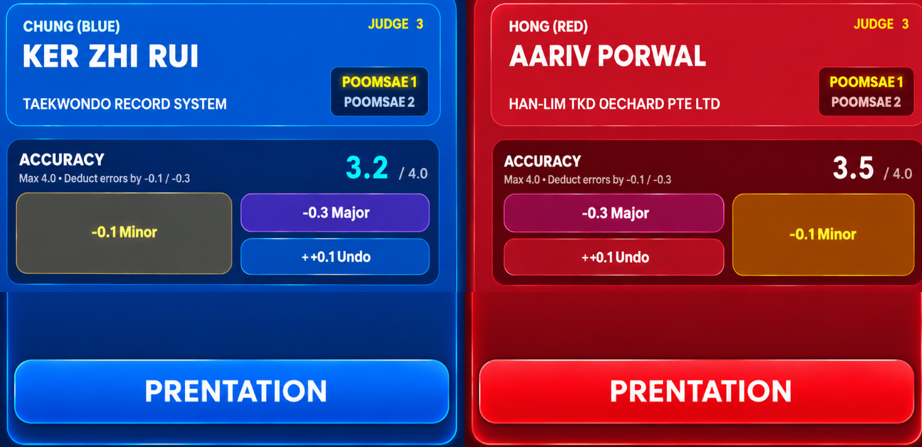 CHUNG (BLUE)
JUDGE 3
KER ZHI RUI
POOMSAE 1
POOMSAE 2
TAEKWONDO RECORD SYSTEM
ACCURACY
Max 4.0 • Deduct errors by -0.1 / -0.3
3.2 / 4.0
-0.1 Minor
-0.3 Major
++0.1 Undo
PRENTATION
HONG (RED)
JUDGE 3
AARIV PORWAL
POOMSAE 1
POOMSAE 2
HAN-LIM TKD OECHARD PTE LTD
ACCURACY
Max 4.0 • Deduct errors by -0.1 / -0.3
3.5 / 4.0
-0.3 Major
++0.1 Undo
-0.1 Minor
PRENTATION